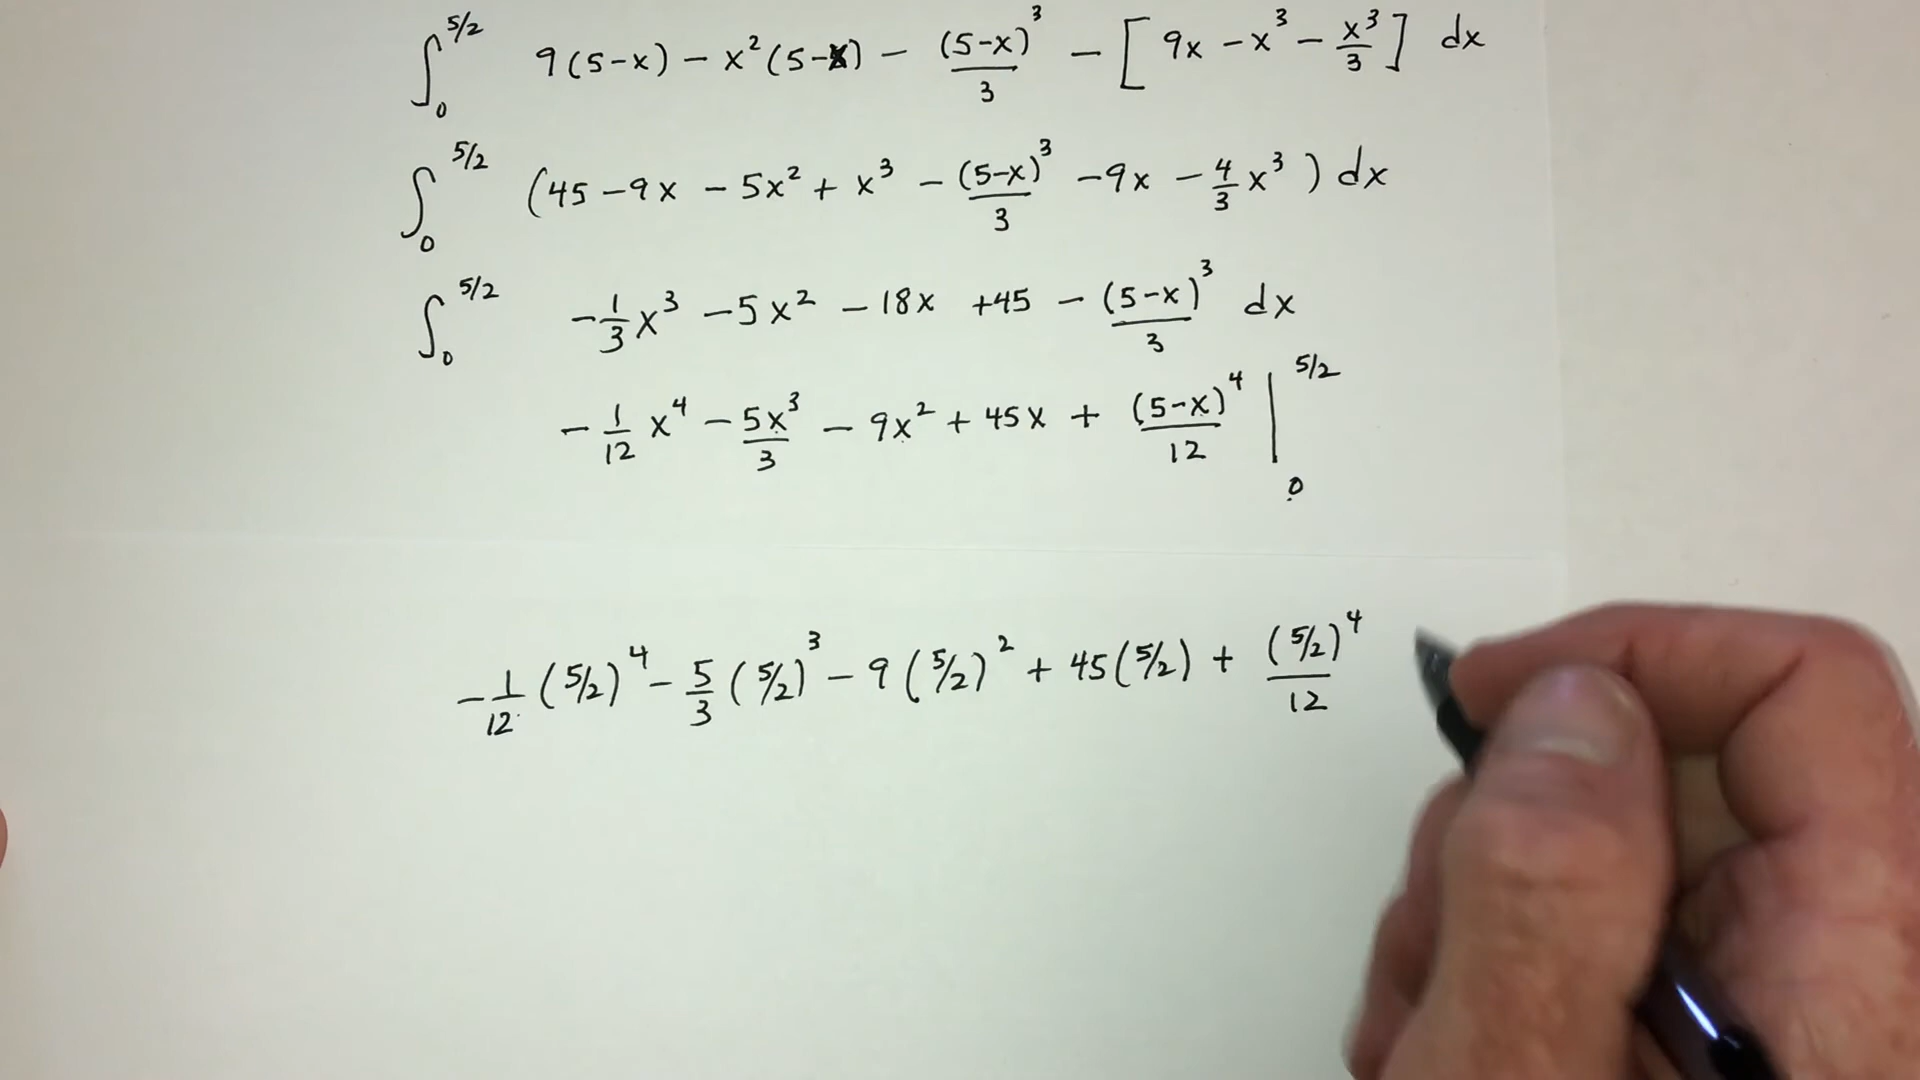 ∫₀^5/2 9(5-x) - x²(5-x) - (5-x)³/3 - [9x - x³ - x³/3] dx
∫₀^5/2 (45 - 9x - 5x² + x³ - (5-x)³/3 - 9x - 4/3 x³) dx
∫₀^5/2 -1/3 x³ - 5x² - 18x + 45 - (5-x)³/3 dx
-1/12 x⁴ - 5x³/3 - 9x² + 45x + (5-x)⁴/12 |₀^5/2
-1/12 (5/2)⁴ - 5/3 (5/2)³ - 9(5/2)² + 45(5/2) + (5/2)⁴/12